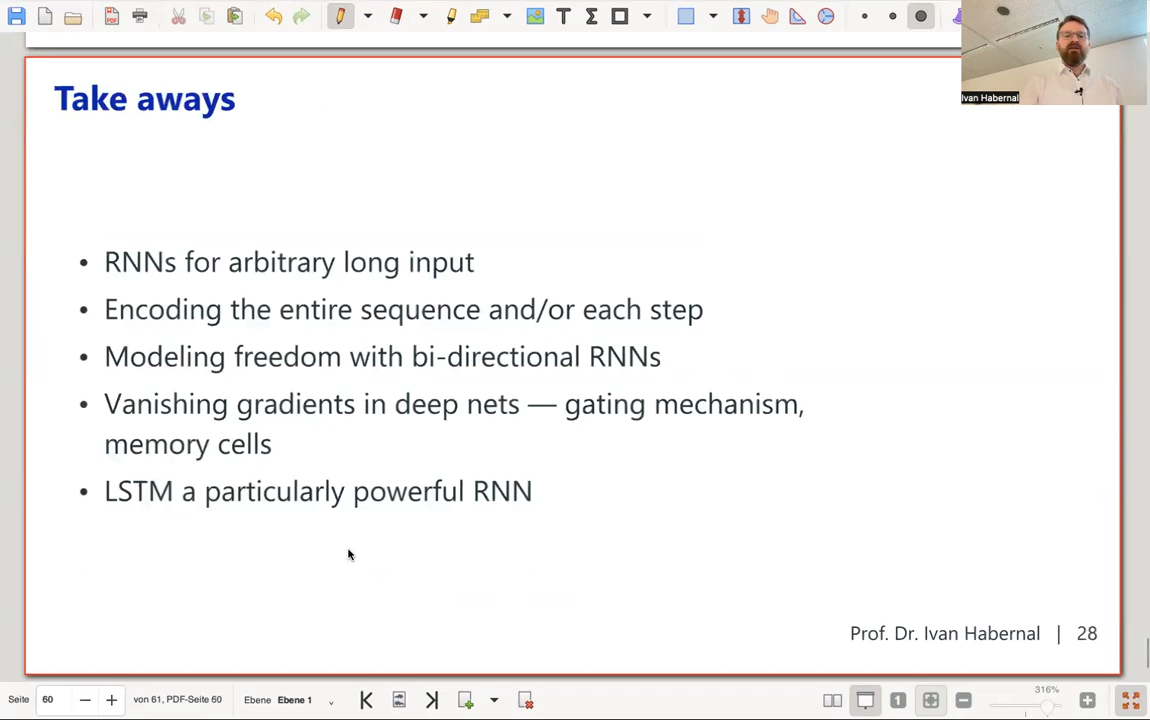 Ivan Habernal
Take aways
• RNNs for arbitrary long input
• Encoding the entire sequence and/or each step
• Modeling freedom with bi-directional RNNs
• Vanishing gradients in deep nets — gating mechanism,
memory cells
• LSTM a particularly powerful RNN
Prof. Dr. Ivan Habernal | 28
Seite 60 von 61, PDF-Seite 60 Ebene Ebene 1 316%